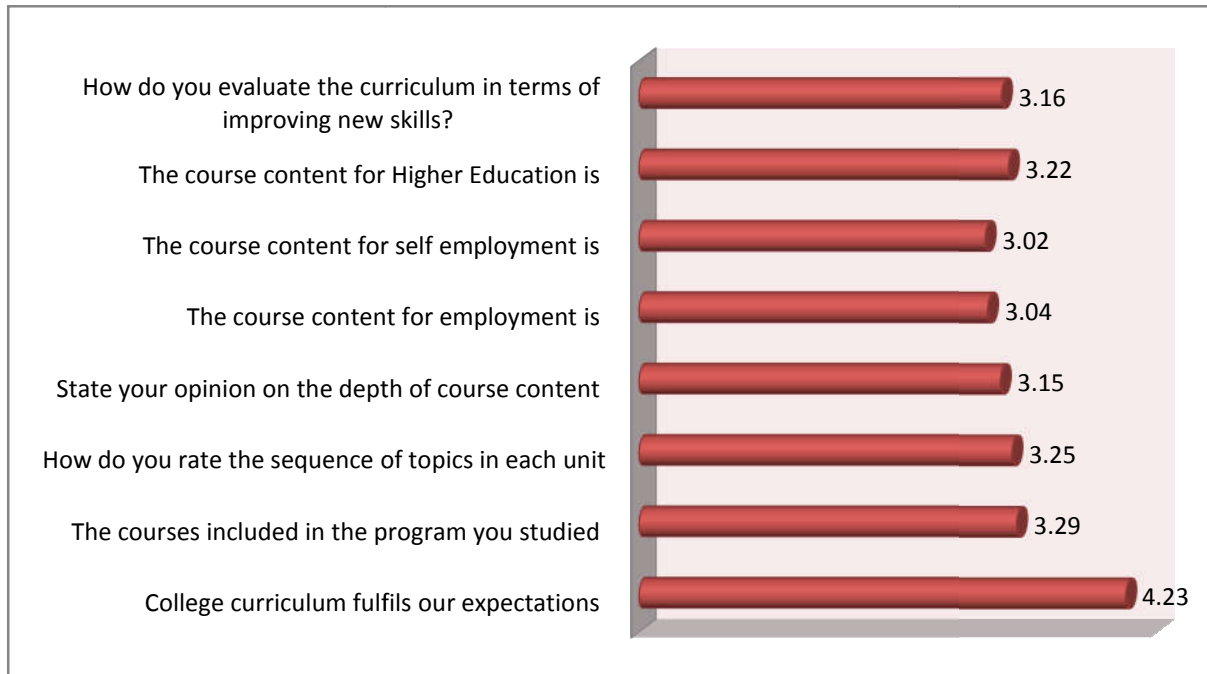 How do you evaluate the curriculum in terms of
improving new skills?
3.16
The course content for Higher Education is
3.22
The course content for self employment is
3.02
The course content for employment is
3.04
State your opinion on the depth of course content
3.15
How do you rate the sequence of topics in each unit
3.25
The courses included in the program you studied
3.29
College curriculum fulfils our expectations
4.23